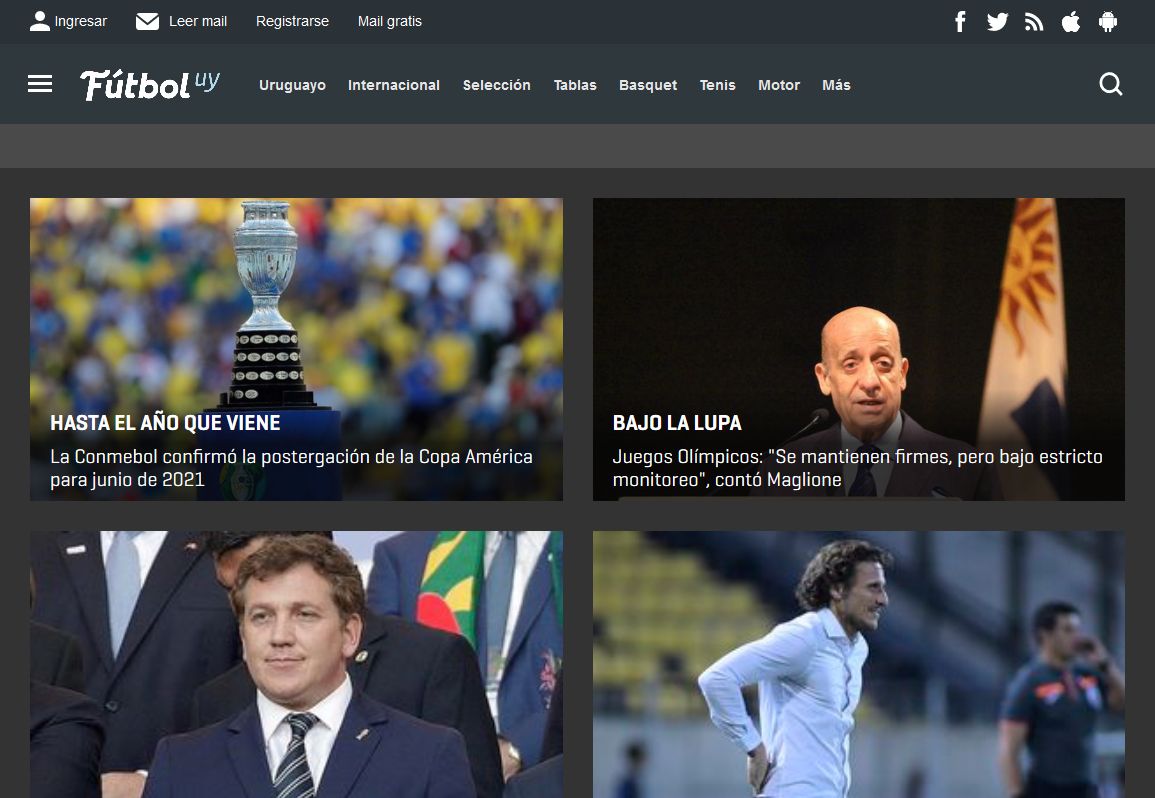 Ingresar
Leer mail
Registrarse
Mail gratis
Fútbol uy
Uruguayo
Internacional
Selección
Tablas
Basquet
Tenis
Motor
Más
HASTA EL AÑO QUE VIENE
La Conmebol confirmó la postergación de la Copa América
para junio de 2021
BAJO LA LUPA
Juegos Olímpicos: "Se mantienen firmes, pero bajo estricto
monitoreo", contó Maglione